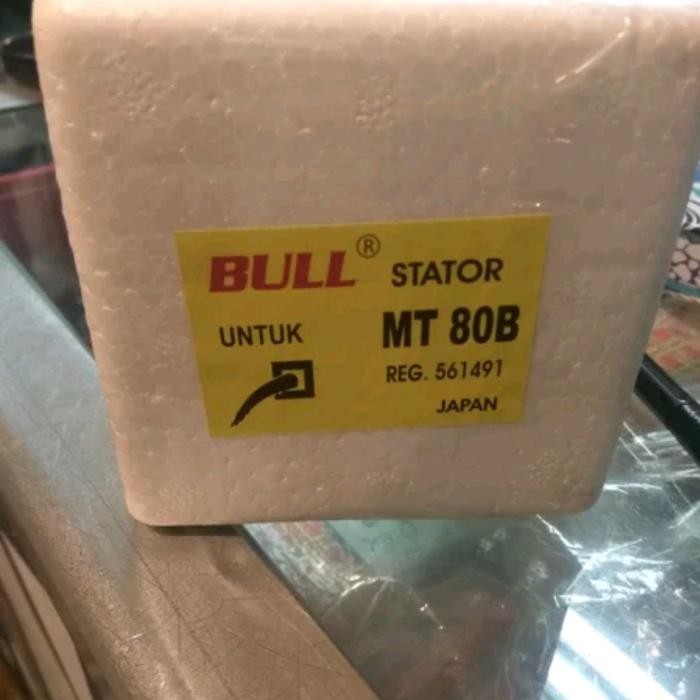 BULL® STATOR
UNTUK MT 80B
REG. 561491
JAPAN